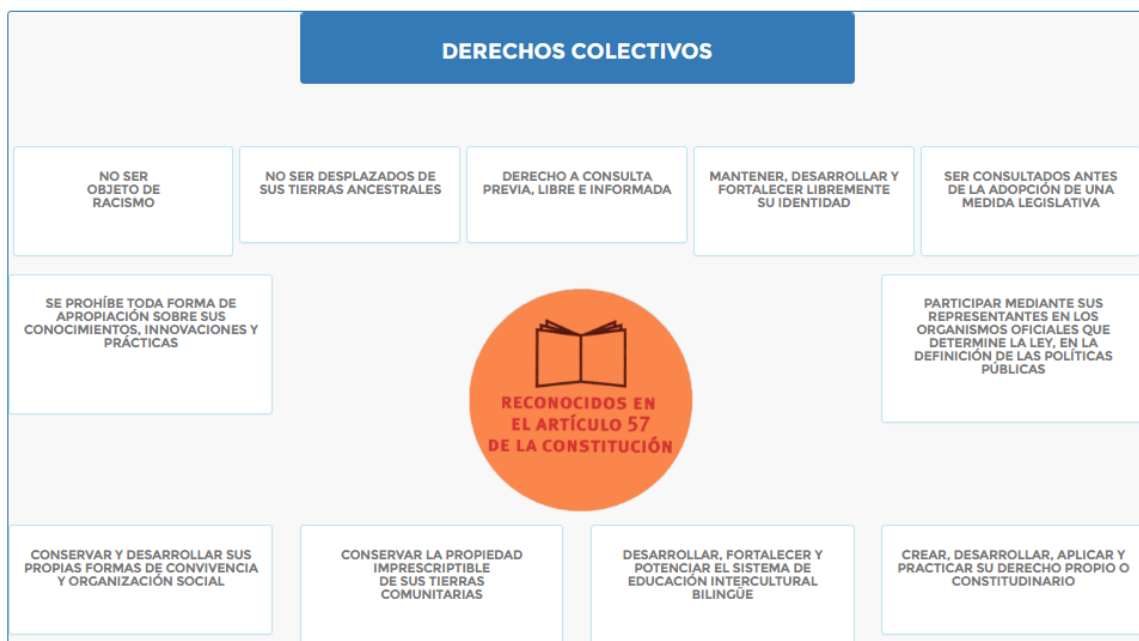 DERECHOS COLECTIVOS
NO SER
OBJETO DE
RACISMO
NO SER DESPLAZADOS DE
SUS TIERRAS ANCESTRALES
DERECHO A CONSULTA
PREVIA, LIBRE E INFORMADA
MANTENER, DESARROLLAR Y
FORTALECER LIBREMENTE
SU IDENTIDAD
SER CONSULTADOS ANTES
DE LA ADOPCIÓN DE UNA
MEDIDA LEGISLATIVA
SE PROHÍBE TODA FORMA DE
APROPIACIÓN SOBRE SUS
CONOCIMIENTOS, INNOVACIONES Y
PRÁCTICAS
RECONOCIDOS EN
EL ARTÍCULO 57
DE LA CONSTITUCIÓN
PARTICIPAR MEDIANTE SUS
REPRESENTANTES EN LOS
ORGANISMOS OFICIALES QUE
DETERMINE LA LEY, EN LA
DEFINICIÓN DE LAS POLÍTICAS
PÚBLICAS
CONSERVAR Y DESARROLLAR SUS
PROPIAS FORMAS DE CONVIVENCIA
Y ORGANIZACIÓN SOCIAL
CONSERVAR LA PROPIEDAD
IMPRESCRIPTIBLE
DE SUS TIERRAS
COMUNITARIAS
DESARROLLAR, FORTALECER Y
POTENCIAR EL SISTEMA DE
EDUCACIÓN INTERCULTURAL
BILINGÜE
CREAR, DESARROLLAR, APLICAR Y
PRACTICAR SU DERECHO PROPIO O
CONSTITUDINARIO